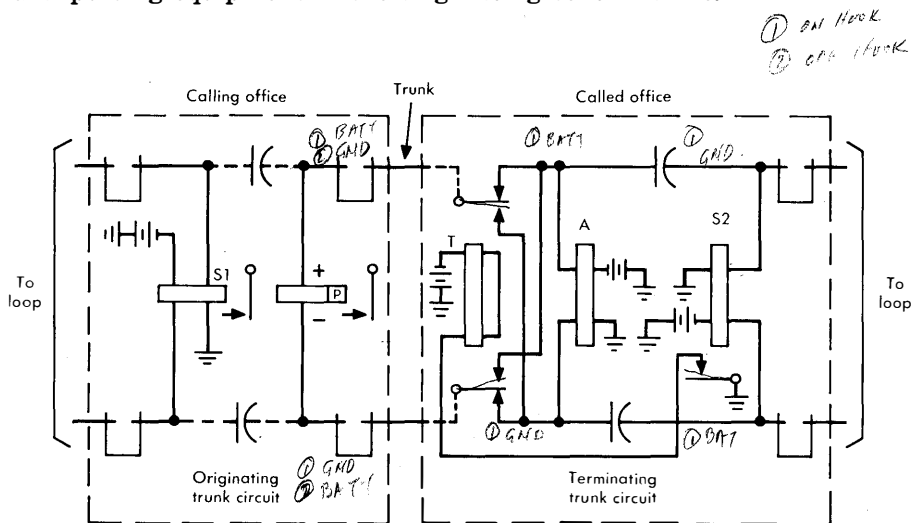 ① ON HOOK
② OFF HOOK
Calling office
Trunk
Called office
① BATT
② GND
① BATT
① GND
S1
+
P
−
T
A
S2
To
loop
To
loop
① GND
① BAT
Originating
trunk circuit
① GND
② BATT
Terminating
trunk circuit